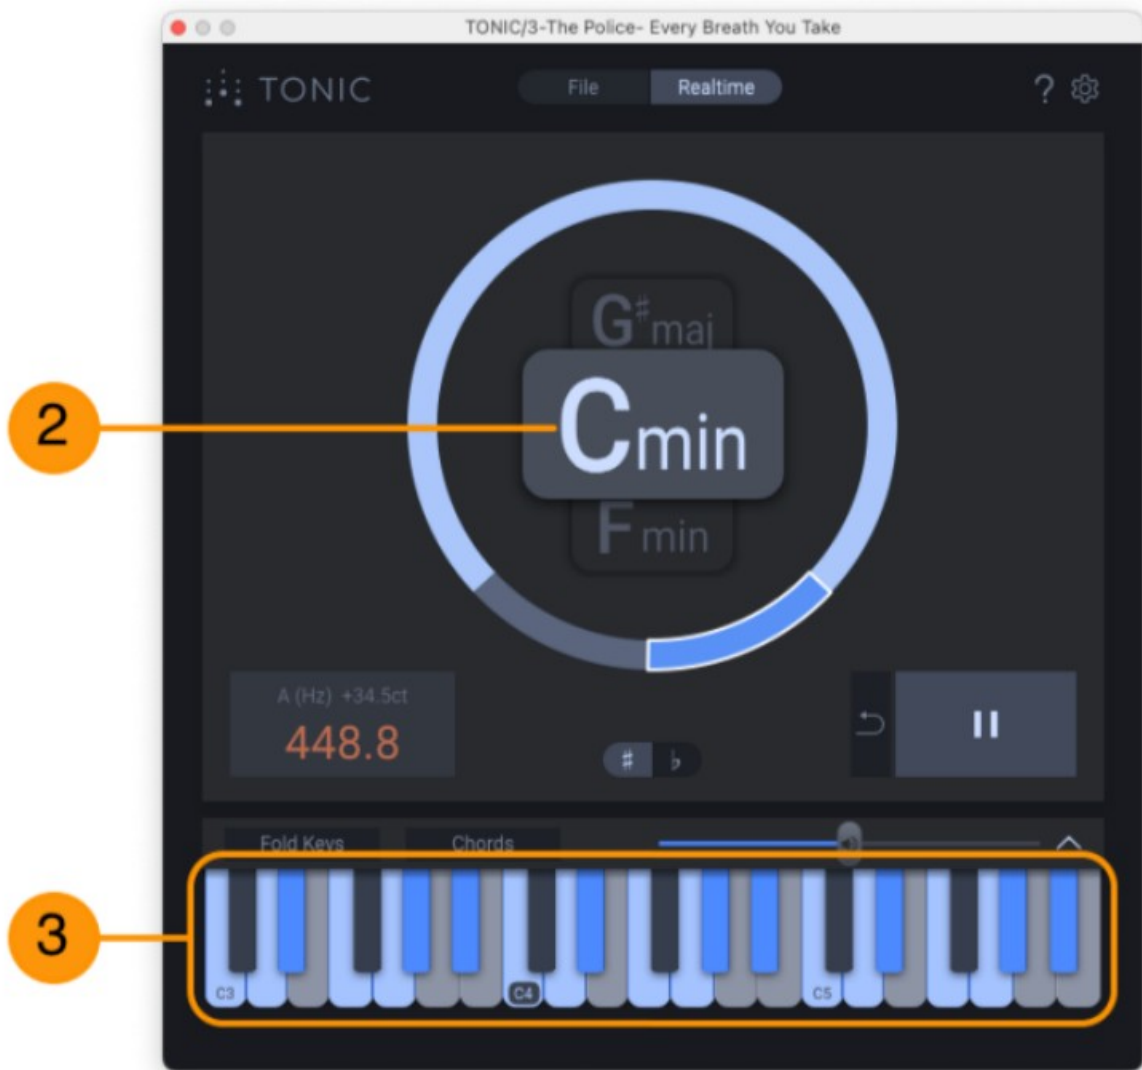 TONIC/3-The Police- Every Breath You Take
TONIC
File
Realtime
?
G♯maj
2
Cmin
F min
A (Hz) +34.5ct
448.8
♯ ♭
Fold Keys
Chords
3
C3
C4
C5